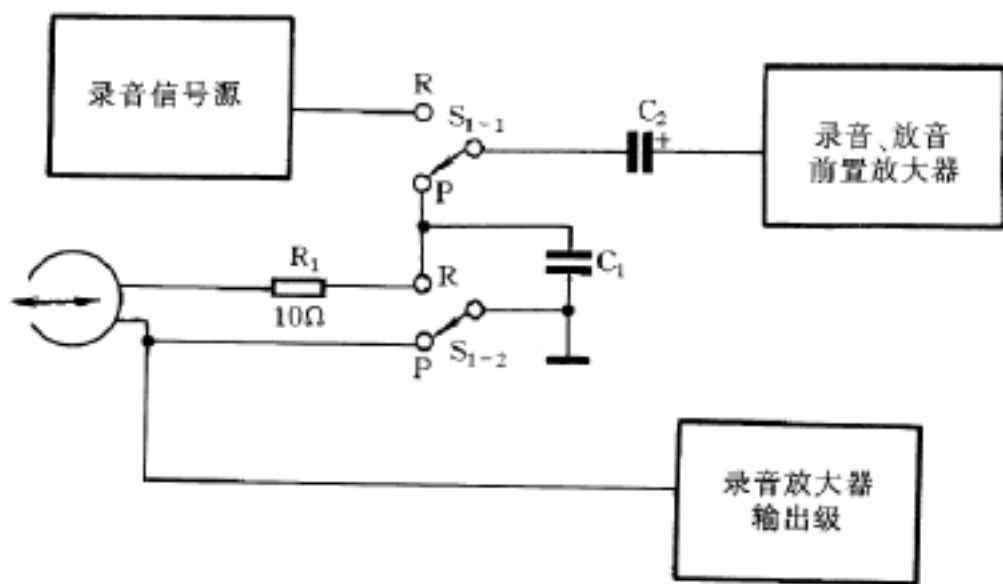 录音信号源
R
S₁₋₁
C₂
+
录音、放音
前置放大器
P
R₁
10Ω
R
C₁
P
S₁₋₂
录音放大器
输出级